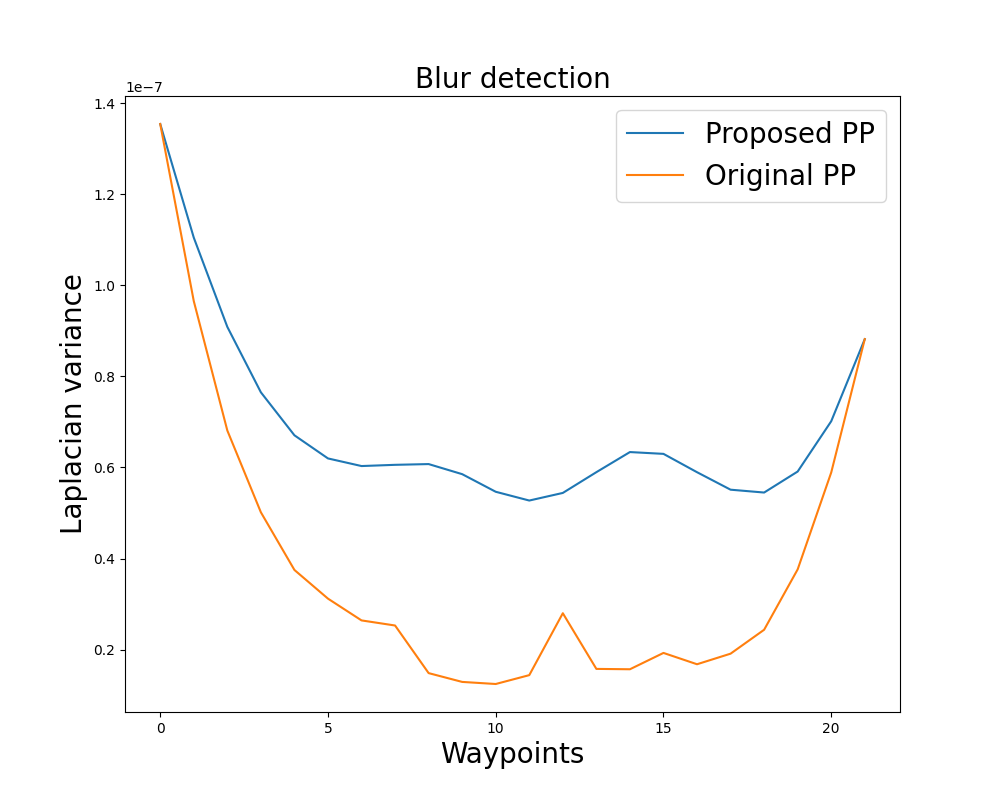 Blur detection
1e−7
1.4
1.2
1.0
0.8
0.6
0.4
0.2
Laplacian variance
Proposed PP
Original PP
0 5 10 15 20
Waypoints